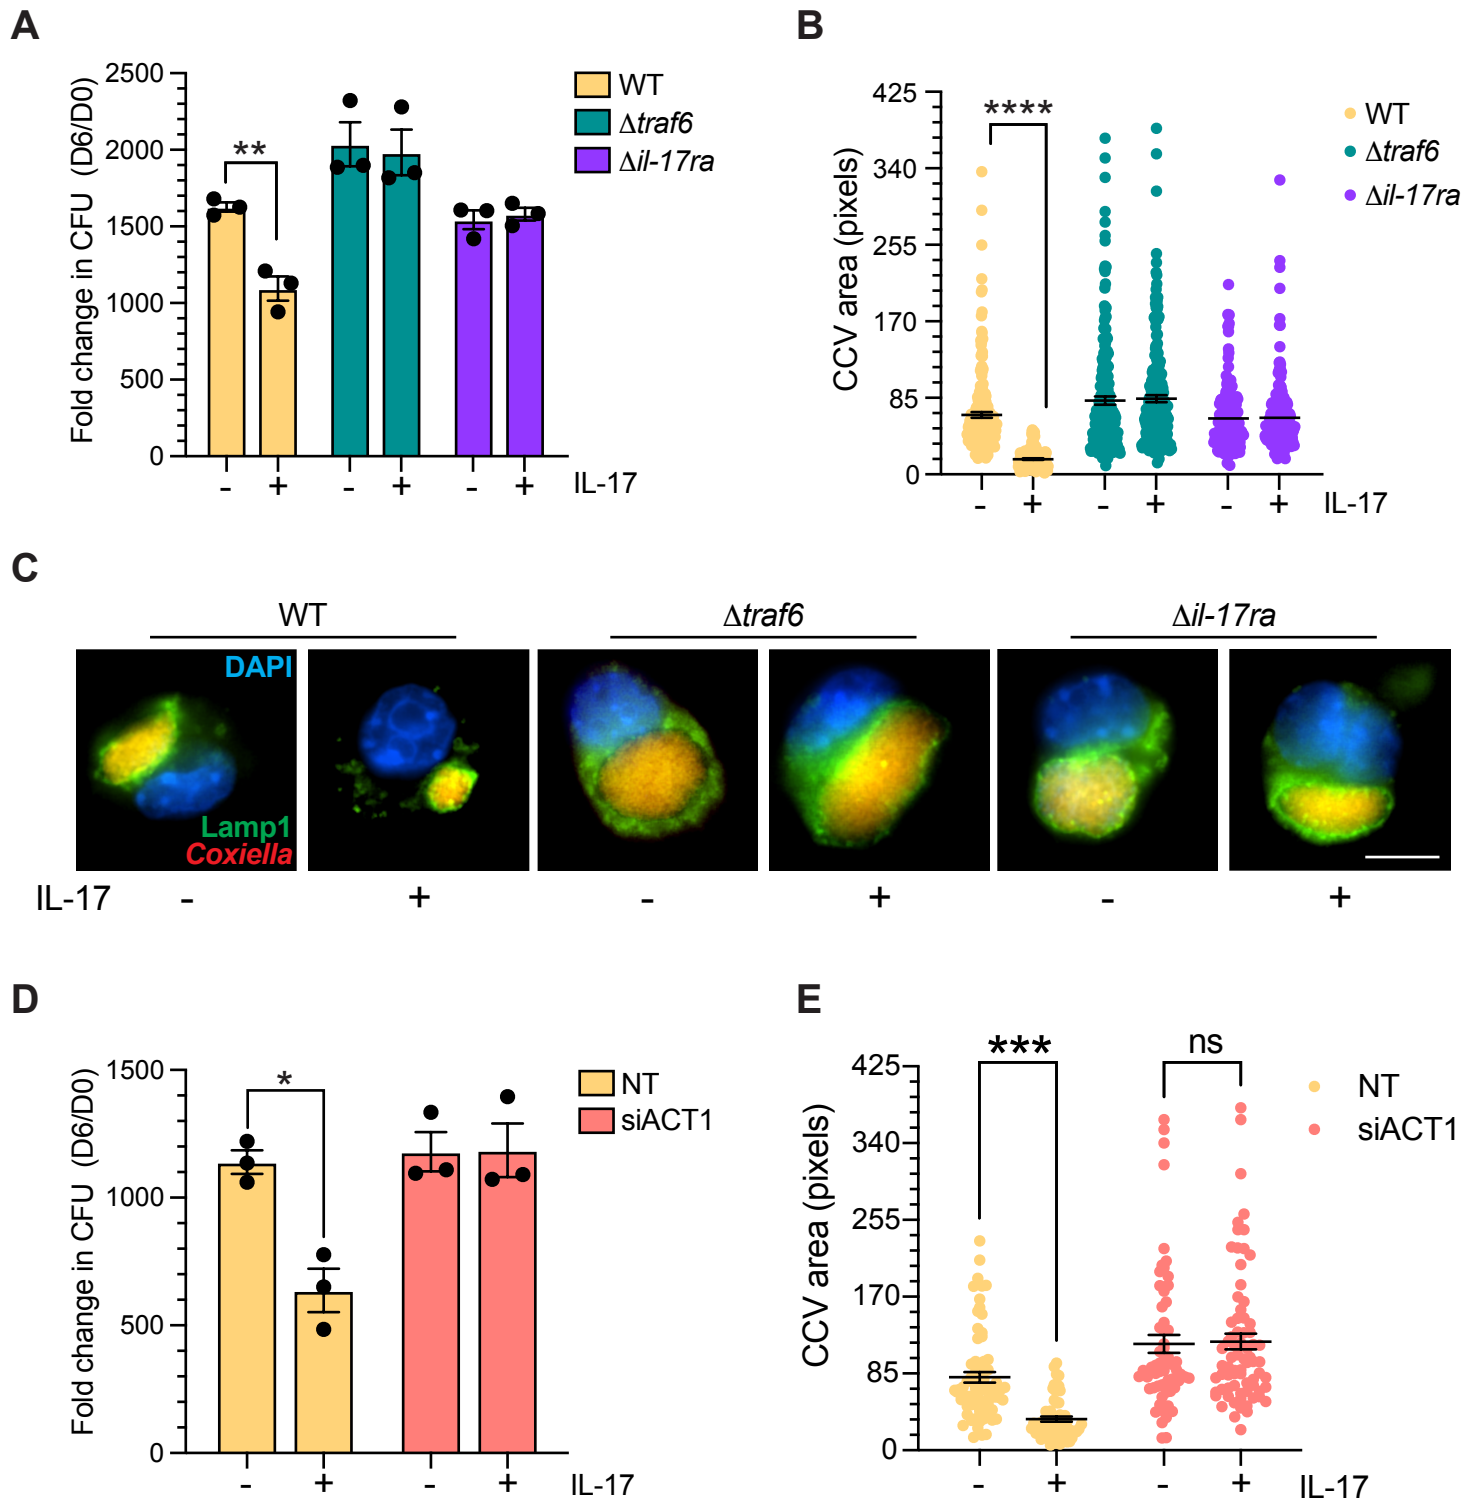 A
Fold change in CFU (D6/D0)
2500
2000
1500
1000
500
0
**
- + - + - + IL-17
WT
Δtraf6
Δil-17ra
B
CCV area (pixels)
425
340
255
170
85
0
****
- + - + - + IL-17
WT
Δtraf6
Δil-17ra
C
WT Δtraf6 Δil-17ra
DAPI
Lamp1
Coxiella
IL-17 - + - + - +
D
Fold change in CFU (D6/D0)
1500
1000
500
0
*
- + - + IL-17
NT
siACT1
E
CCV area (pixels)
425
340
255
170
85
0
*** ns
- + - + IL-17
NT
siACT1